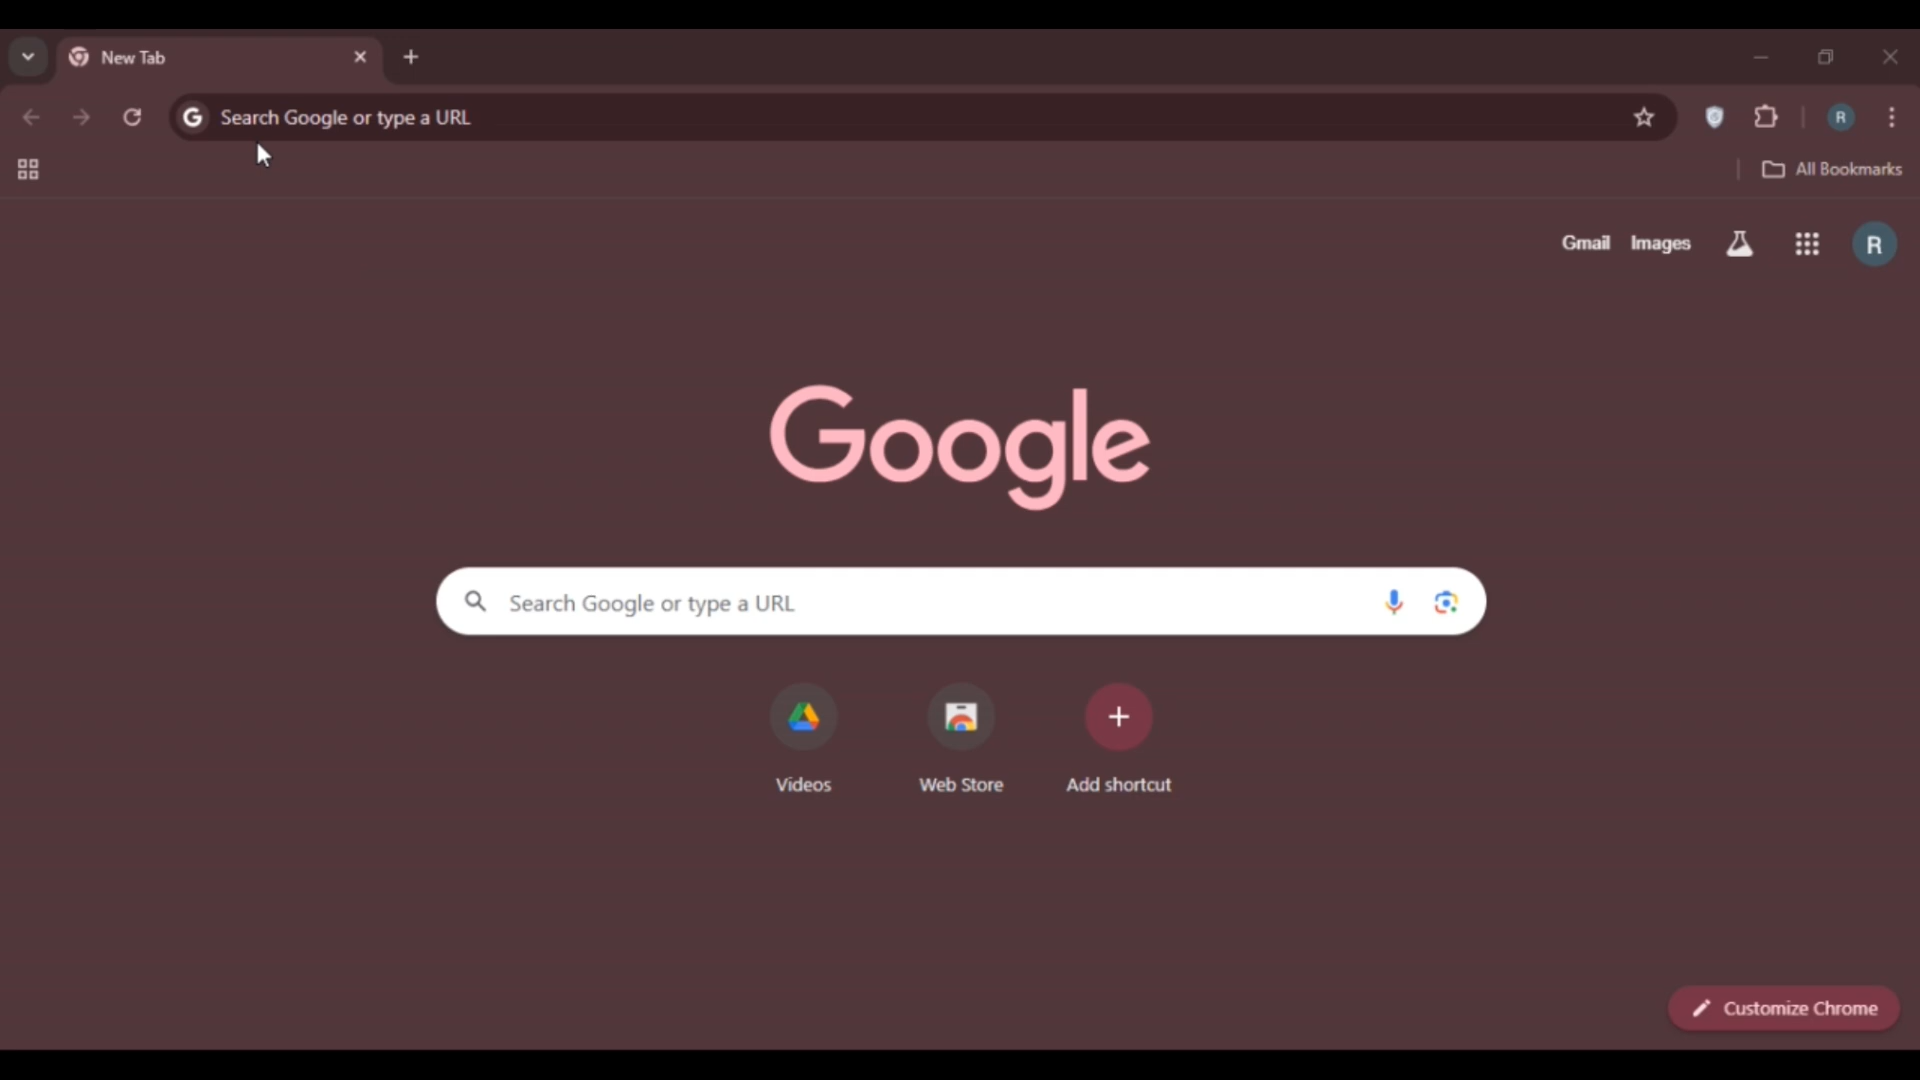 New Tab
Search Google or type a URL
R
All Bookmarks
Gmail Images
R
Google
Search Google or type a URL
Videos Web Store Add shortcut
Customize Chrome